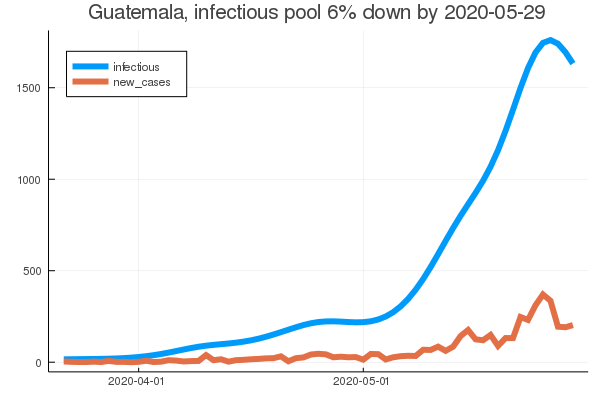 Guatemala, infectious pool 6% down by 2020-05-29
infectious
new_cases
1500
1000
500
0
2020-04-01
2020-05-01